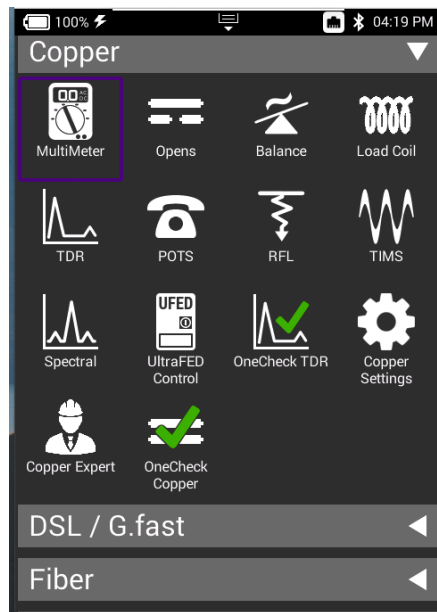 100% 04:19 PM
Copper
MultiMeter Opens Balance Load Coil
TDR POTS RFL TIMS
UFED
Spectral UltraFED Control OneCheck TDR Copper Settings
Copper Expert OneCheck Copper
DSL / G.fast
Fiber